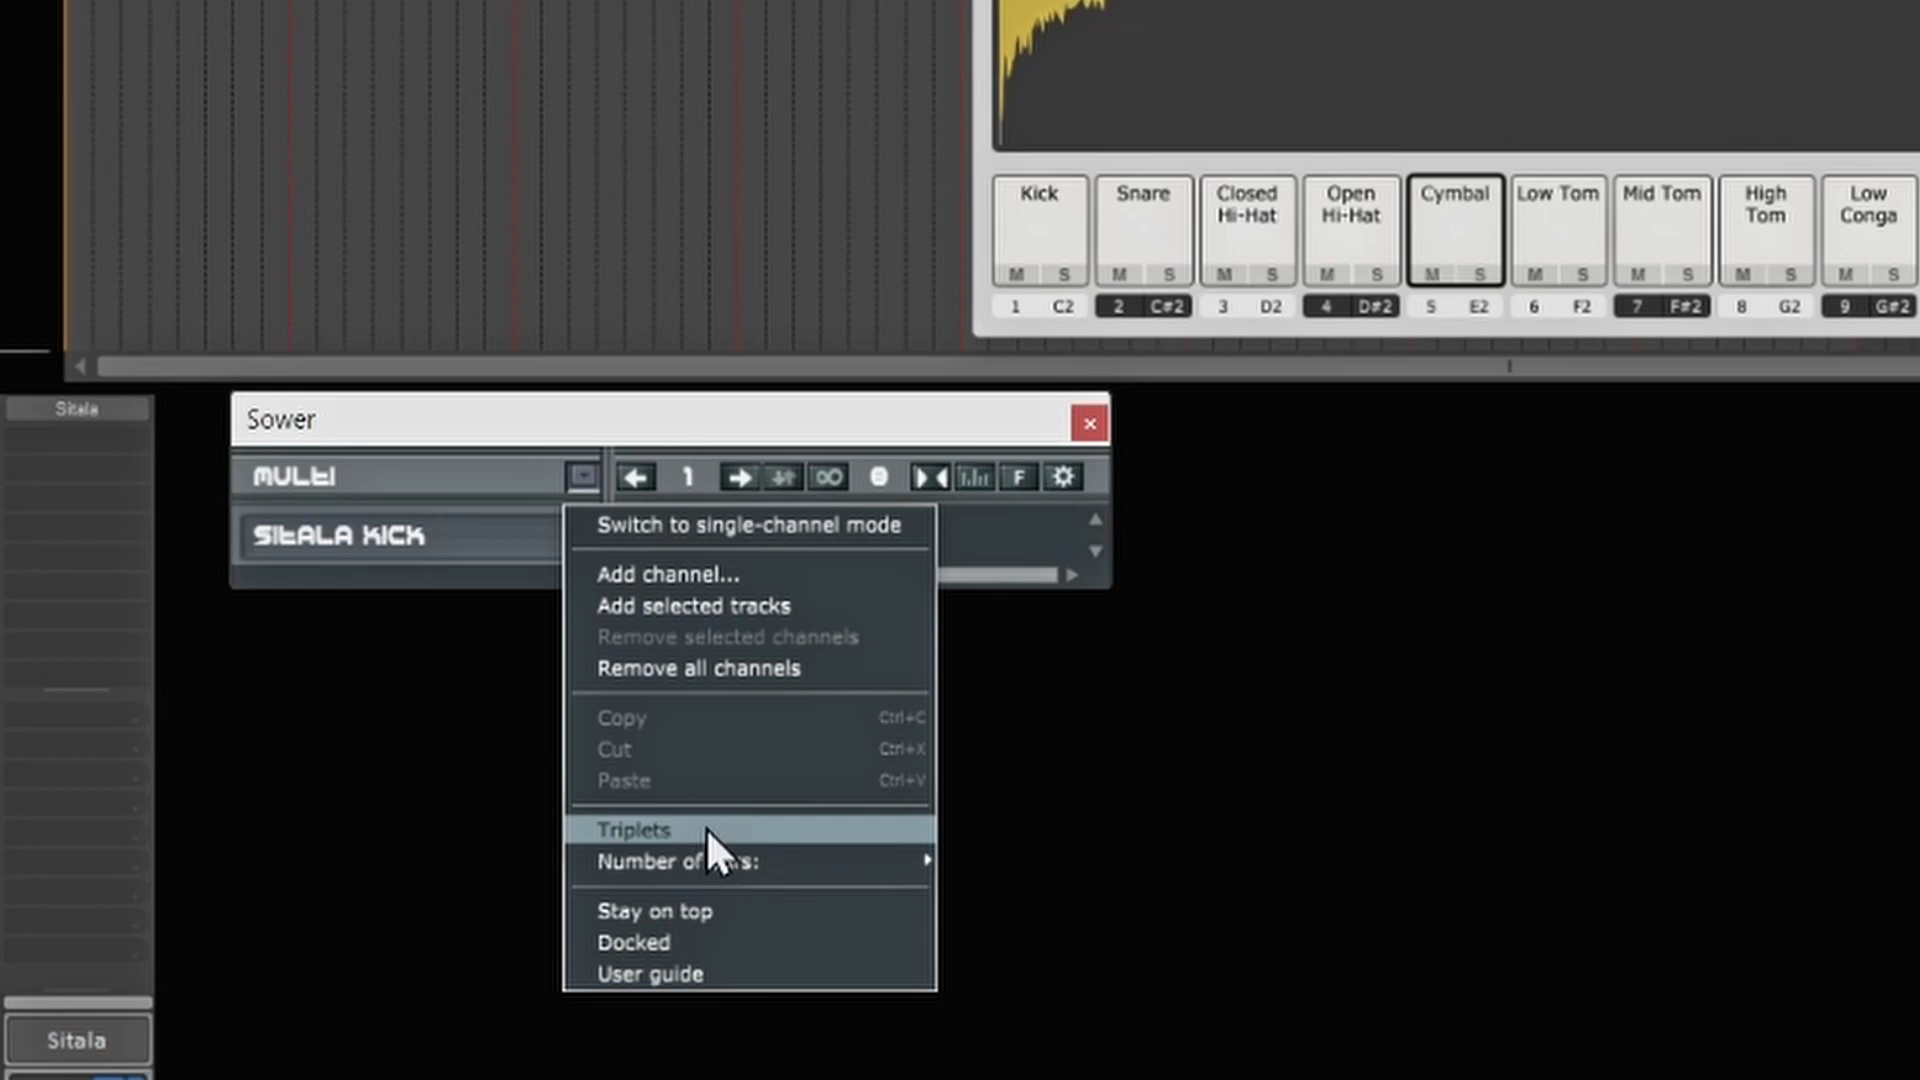 Kick
Snare
Closed
Hi-Hat
Open
Hi-Hat
Cymbal
Low Tom
Mid Tom
High
Tom
Low
Conga
M S M S M S M S M S M S M S M S M S
1 C2 2 C#2 3 D2 4 D#2 5 E2 6 F2 7 F#2 8 G2 9 G#2
Sitala
Sower
MULTI
1
0
F
SITALA KICK
Switch to single-channel mode
Add channel...
Add selected tracks
Remove selected channels
Remove all channels
Copy Ctrl+C
Cut Ctrl+X
Paste Ctrl+V
Triplets
Number of
Stay on top
Docked
User guide
Sitala